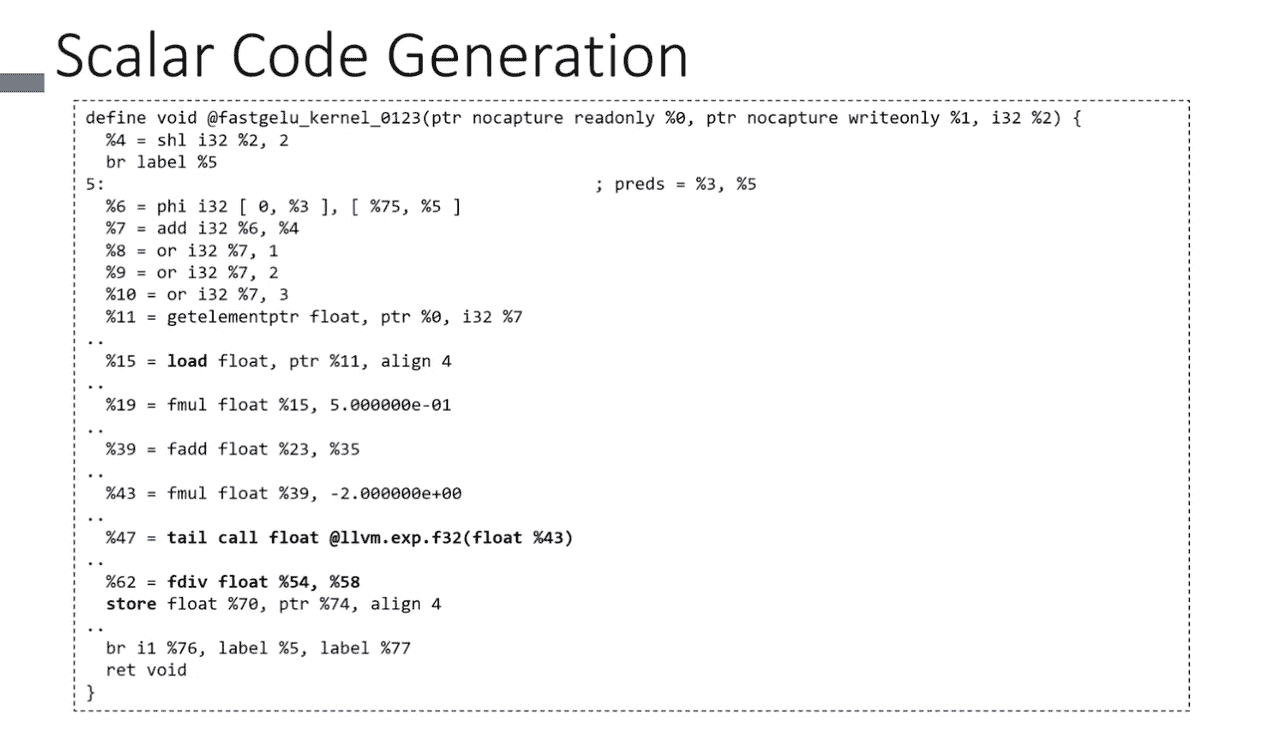 Scalar Code Generation
define void @fastgelu_kernel_0123(ptr nocapture readonly %0, ptr nocapture writeonly %1, i32 %2) {
%4 = shl i32 %2, 2
br label %5
5: ; preds = %3, %5
%6 = phi i32 [ 0, %3 ], [ %75, %5 ]
%7 = add i32 %6, %4
%8 = or i32 %7, 1
%9 = or i32 %7, 2
%10 = or i32 %7, 3
%11 = getelementptr float, ptr %0, i32 %7
..
%15 = load float, ptr %11, align 4
..
%19 = fmul float %15, 5.000000e-01
..
%39 = fadd float %23, %35
..
%43 = fmul float %39, -2.000000e+00
..
%47 = tail call float @llvm.exp.f32(float %43)
..
%62 = fdiv float %54, %58
store float %70, ptr %74, align 4
..
br i1 %76, label %5, label %77
ret void
}